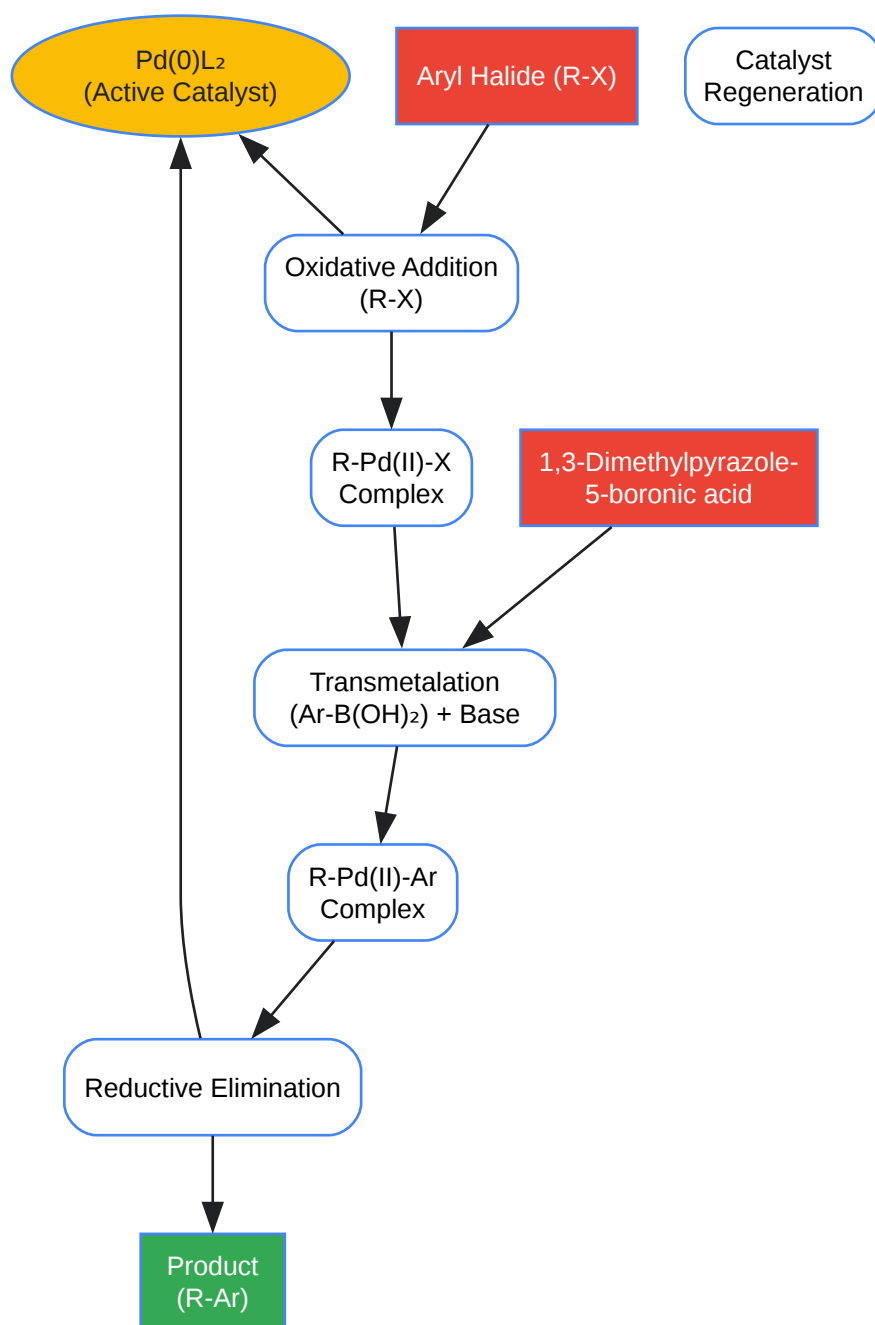 Pd(0)L₂
(Active Catalyst)
Aryl Halide (R-X)
Catalyst
Regeneration
Oxidative Addition
(R-X)
R-Pd(II)-X
Complex
1,3-Dimethylpyrazole-
5-boronic acid
Transmetalation
(Ar-B(OH)₂) + Base
R-Pd(II)-Ar
Complex
Reductive Elimination
Product
(R-Ar)